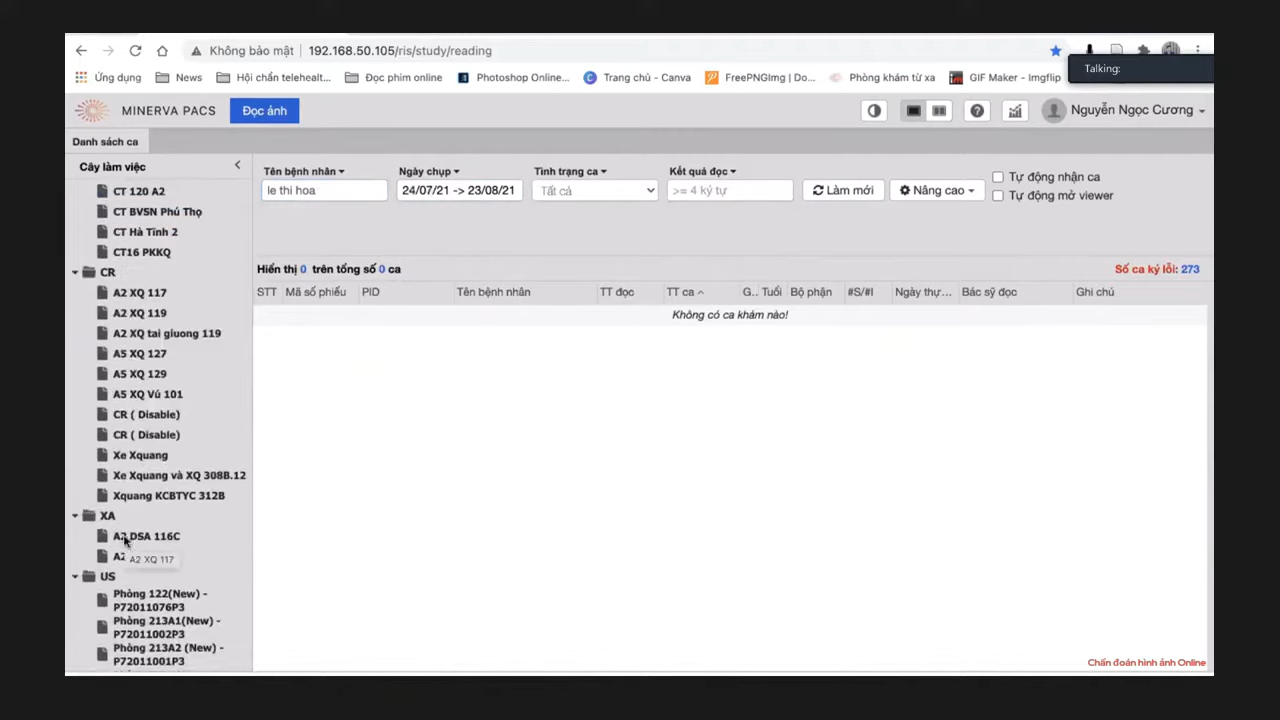 Không bảo mật | 192.168.50.105/ris/study/reading
Ứng dụng News Hội chẩn telehealt... Đọc phim online Photoshop Online... Trang chủ - Canva FreePNGImg | Do... Phòng khám từ xa GIF Maker - Imgflip
Talking:
MINERVA PACS Đọc ảnh Nguyễn Ngọc Cương
Danh sách ca
Cây làm việc
CT 120 A2
CT BVSN Phú Thọ
CT Hà Tĩnh 2
CT16 PKKQ
CR
A2 XQ 117
A2 XQ 119
A2 XQ tai giuong 119
A5 XQ 127
A5 XQ 129
A5 XQ Vú 101
CR ( Disable)
CR ( Disable)
Xe Xquang
Xe Xquang và XQ 308B.12
Xquang KCBTYC 312B
XA
A2 DSA 116C
A2
A2 XQ 117
US
Phòng 122(New) -
P72011076P3
Phòng 213A1(New) -
P72011002P3
Phòng 213A2 (New) -
P72011001P3
Tên bệnh nhân Ngày chụp Tình trạng ca Kết quả đọc
le thi hoa 24/07/21 -> 23/08/21 Tất cả >= 4 ký tự Làm mới Nâng cao
Tự động nhận ca
Tự động mở viewer
Hiển thị 0 trên tổng số 0 ca Số ca ký lỗi: 273
STT Mã số phiếu PID Tên bệnh nhân TT đọc TT ca G.. Tuổi Bộ phận #S/#I Ngày thự... Bác sỹ đọc Ghi chú
Không có ca khám nào!
Chẩn đoán hình ảnh Online